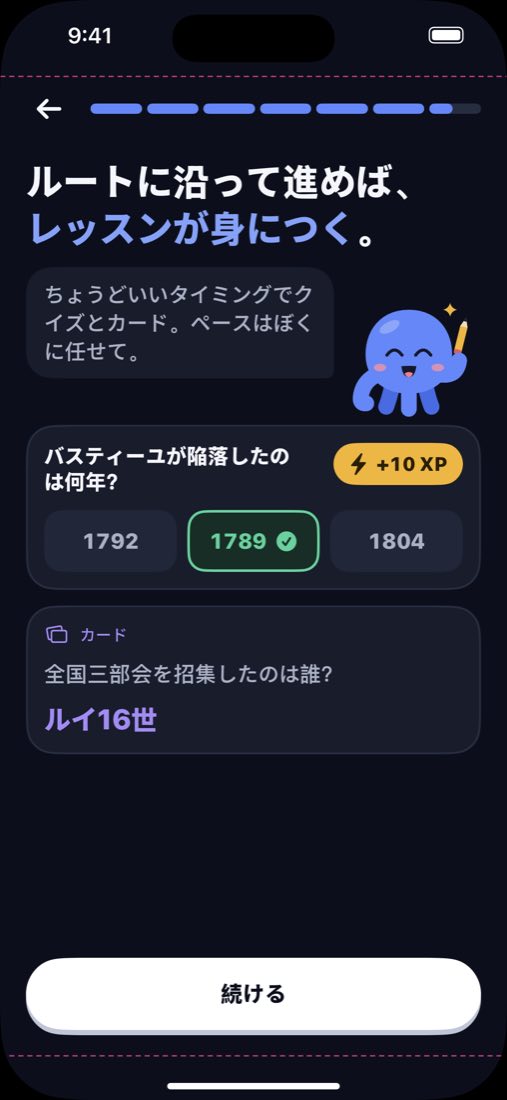 9:41
ルートに沿って進めば、
レッスンが身につく。
ちょうどいいタイミングでク
イズとカード。ペースはぼく
に任せて。
バスティーユが陥落したの
は何年?
+10 XP
1792
1789
1804
カード
全国三部会を招集したのは誰?
ルイ16世
続ける